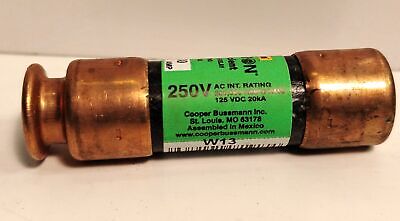 250V AC INT. RATING
125 VDC 20kA
Cooper Bussmann Inc.
St. Louis, MO 63178
Assembled in Mexico
www.cooperbussmann.com
W13